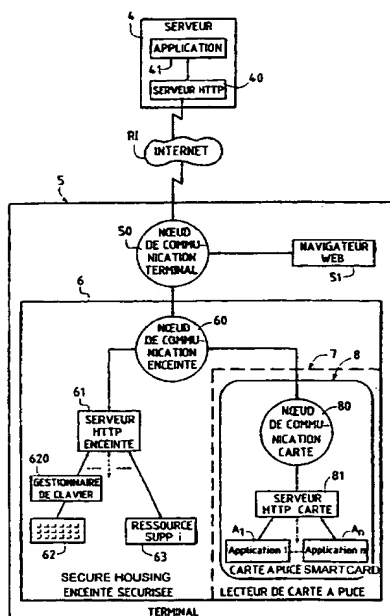 4
SERVEUR
APPLICATION
41
SERVEUR HTTP
40
RI
INTERNET
5
50
NŒUD
DE COMMU-
NICATION
TERMINAL
NAVIGATEUR
WEB
51
6
NŒUD
DE COMMU-
NICATION
ENCEINTE
60
7
8
61
SERVEUR
HTTP
ENCEINTE
NŒUD
DE COMMU-
NICATION
CARTE
80
620
GESTIONNAIRE
DE CLAVIER
81
SERVEUR
HTTP CARTE
A1
An
62
RESSOURCE
SUPP i
63
Application 1
Application n
CARTE A PUCE SMART CARD
SECURE HOUSING
ENCEINTE SECURISEE
LECTEUR DE CARTE A PUCE
TERMINAL